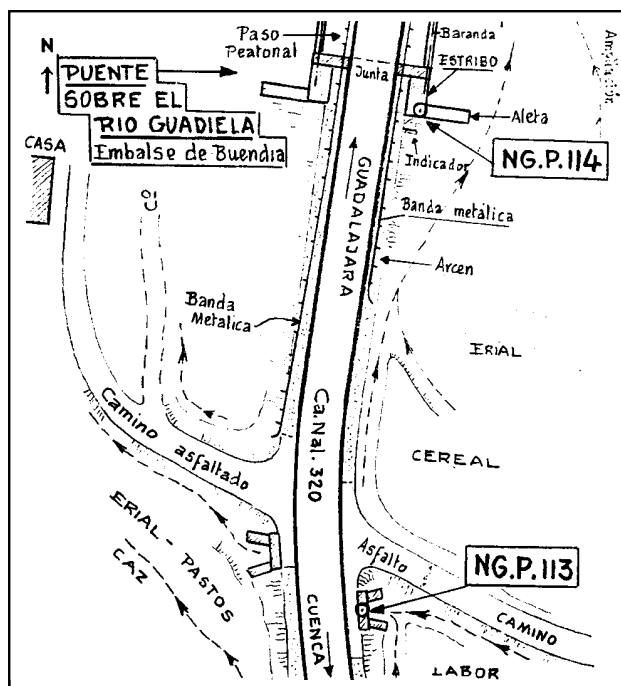 N
PUENTE
SOBRE EL
RIO GUADIELA
Embalse de Buendia
Paso
Peatonal
Junta
Baranda
ESTRIBO
Ampliación
Aleta
Indicador
NG.P.114
CASA
GUADALAJARA
Banda metálica
Arcen
Banda
Metalica
ERIAL
Camino asfaltado
Ca.Nal.320
CEREAL
ERIAL-PASTOS
CAZ
Asfalto
NG.P.113
CAMINO
CUENCA
LABOR